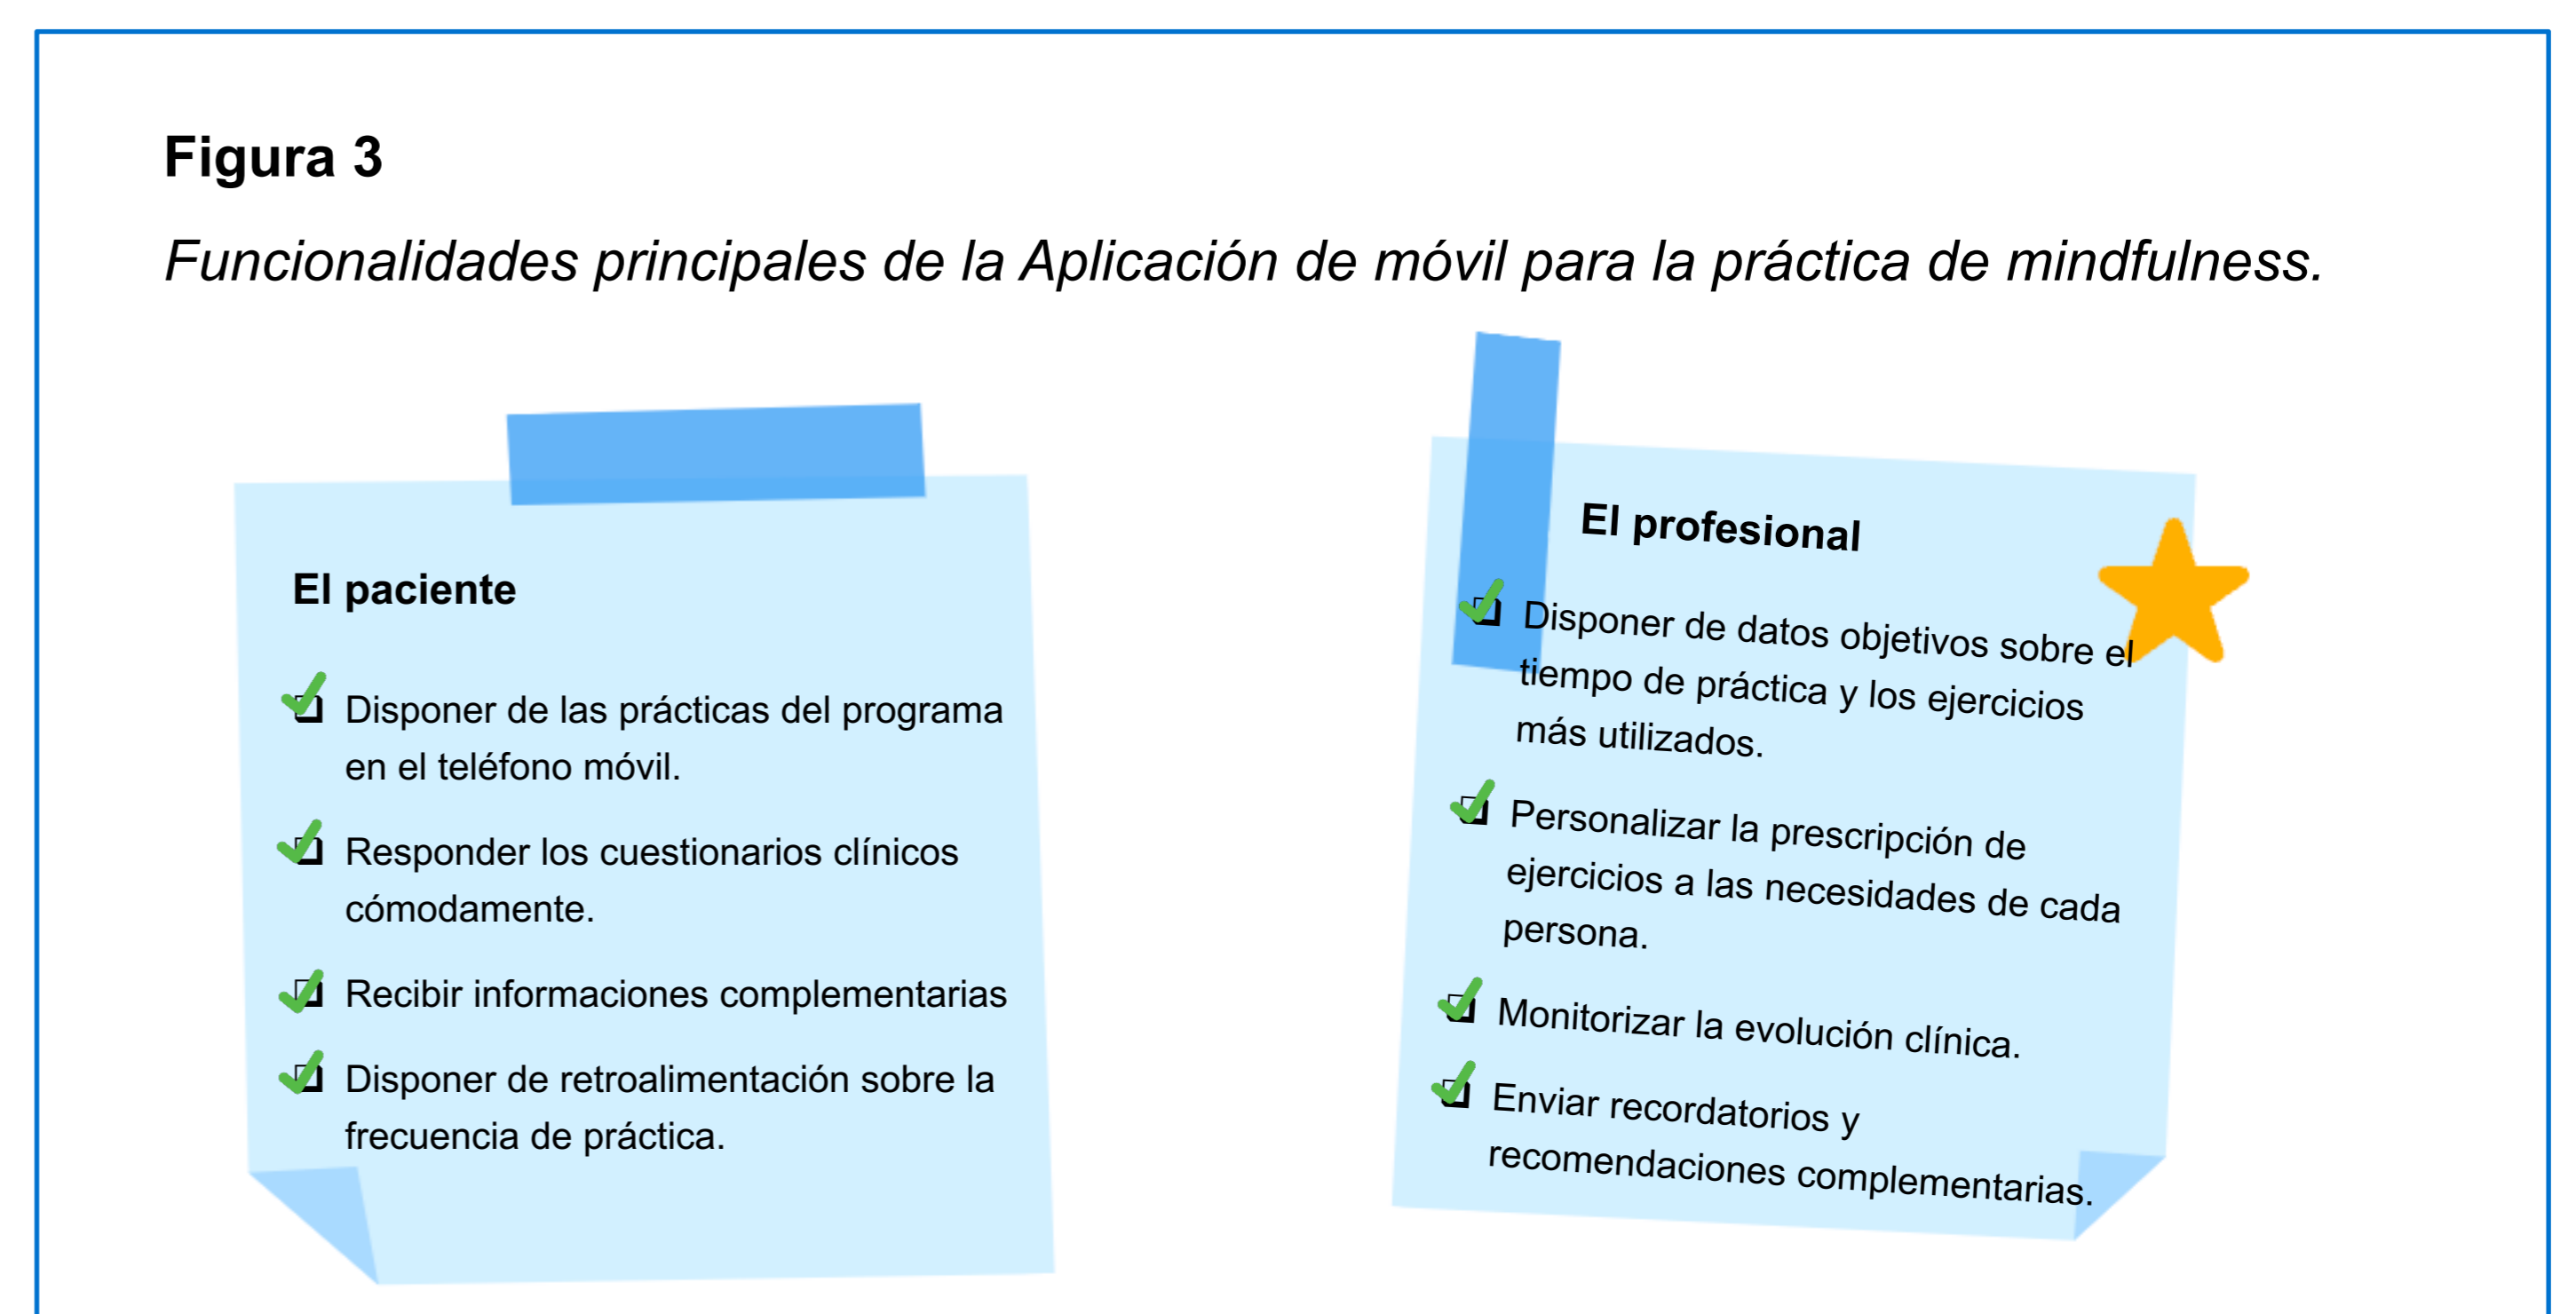 Figura 3
Funcionalidades principales de la Aplicación de móvil para la práctica de mindfulness.
El paciente
Disponer de las prácticas del programa
en el teléfono móvil.
Responder los cuestionarios clínicos
cómodamente.
Recibir informaciones complementarias
Disponer de retroalimentación sobre la
frecuencia de práctica.
El profesional
Disponer de datos objetivos sobre el
tiempo de práctica y los ejercicios
más utilizados.
Personalizar la prescripción de
ejercicios a las necesidades de cada
persona.
Monitorizar la evolución clínica.
Enviar recordatorios y
recomendaciones complementarias.